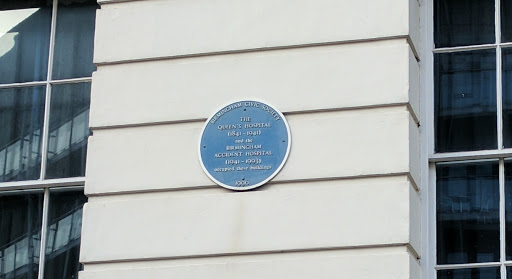 BIRMINGHAM CIVIC SOCIETY
THE
QUEEN'S HOSPITAL
(1841 - 1941)
and the
BIRMINGHAM
ACCIDENT HOSPITAL
(1941 - 1993)
occupied these buildings